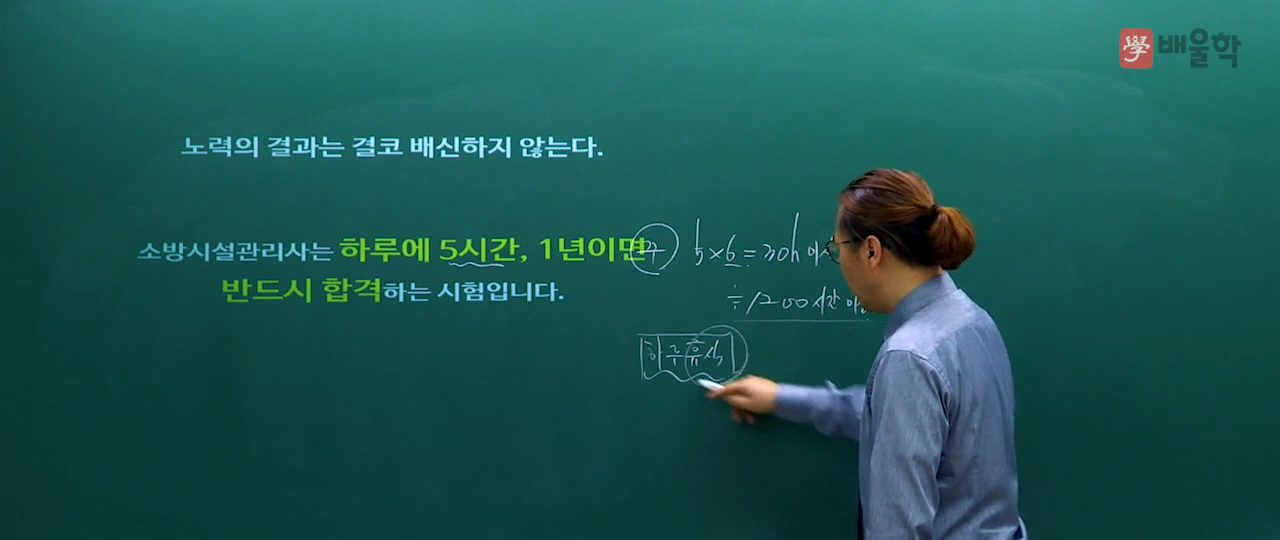 學 배울학
노력의 결과는 결코 배신하지 않는다.
소방시설관리사는 하루에 5시간, 1년이면
반드시 합격하는 시험입니다.
주 5×6=30h 이상
÷1200시간
하루휴식